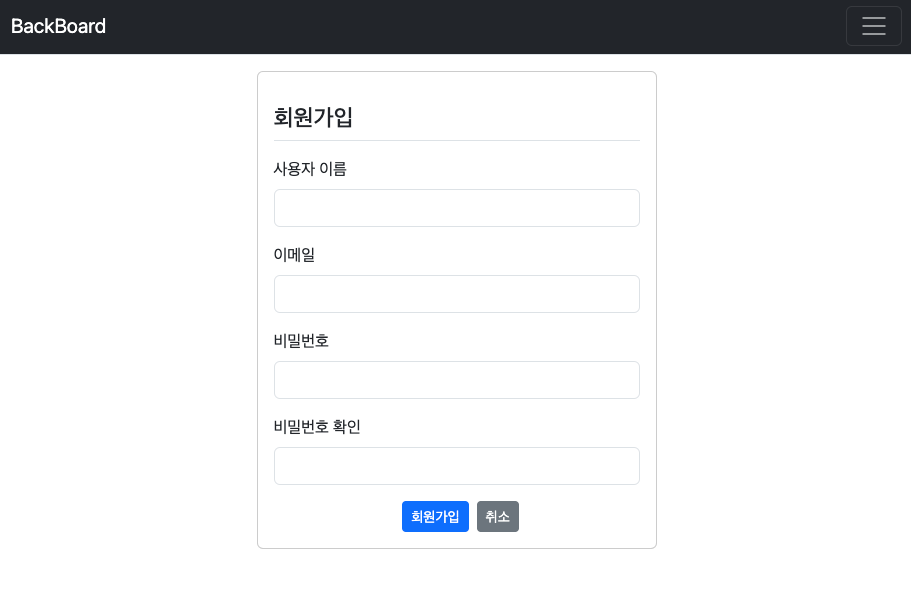 BackBoard
회원가입
사용자 이름
이메일
비밀번호
비밀번호 확인
회원가입 취소